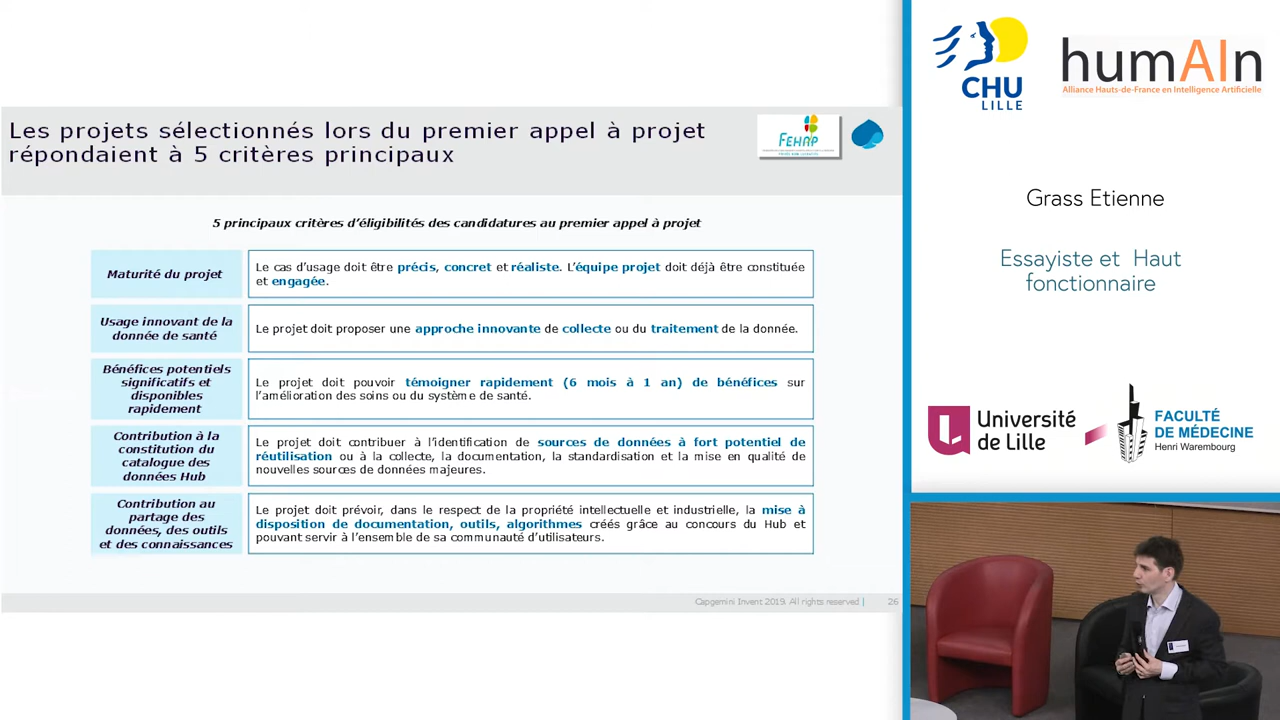 Les projets sélectionnés lors du premier appel à projet
répondaient à 5 critères principaux
FEHAP
5 principaux critères d’éligibilités des candidatures au premier appel à projet
Maturité du projet
Le cas d’usage doit être précis, concret et réaliste. L’équipe projet doit déjà être constituée
et engagée.
Usage innovant de la
donnée de santé
Le projet doit proposer une approche innovante de collecte ou du traitement de la donnée.
Bénéfices potentiels
significatifs et
disponibles
rapidement
Le projet doit pouvoir témoigner rapidement (6 mois à 1 an) de bénéfices sur
l’amélioration des soins ou du système de santé.
Contribution à la
constitution du
catalogue des
données Hub
Le projet doit contribuer à l’identification de sources de données à fort potentiel de
réutilisation ou à la collecte, la documentation, la standardisation et la mise en qualité de
nouvelles sources de données majeures.
Contribution au
partage des
données, des outils
et des connaissances
Le projet doit prévoir, dans le respect de la propriété intellectuelle et industrielle, la mise à
disposition de documentation, outils, algorithmes créés grâce au concours du Hub et
pouvant servir à l’ensemble de sa communauté d’utilisateurs.
Capgemini Invent 2019. All rights reserved | 26
CHU
LILLE
humAIn
Alliance Hauts-de-France en Intelligence Artificielle
Grass Etienne
Essayiste et Haut
fonctionnaire
Université
de Lille
FACULTÉ
DE MÉDECINE
Henri Warembourg